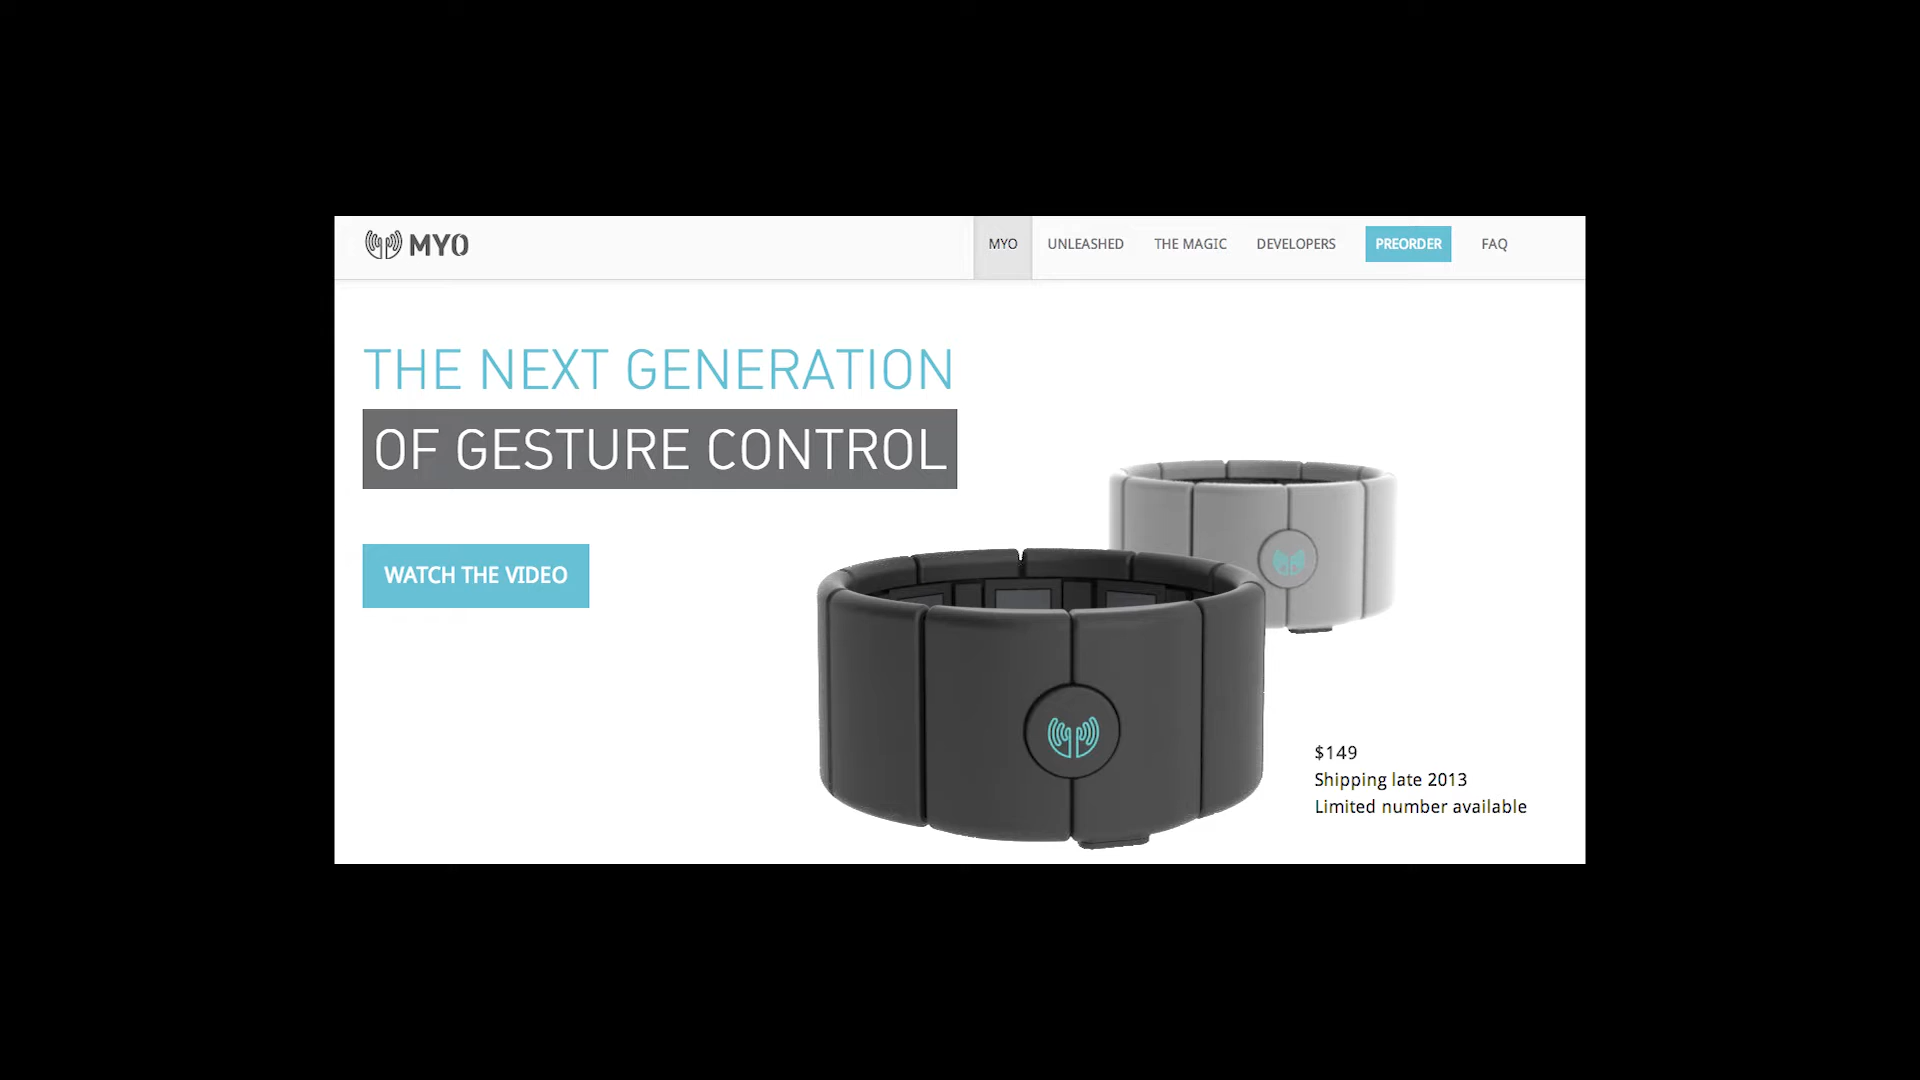 MYO
MYO UNLEASHED THE MAGIC DEVELOPERS PREORDER FAQ
THE NEXT GENERATION
OF GESTURE CONTROL
WATCH THE VIDEO
$149
Shipping late 2013
Limited number available